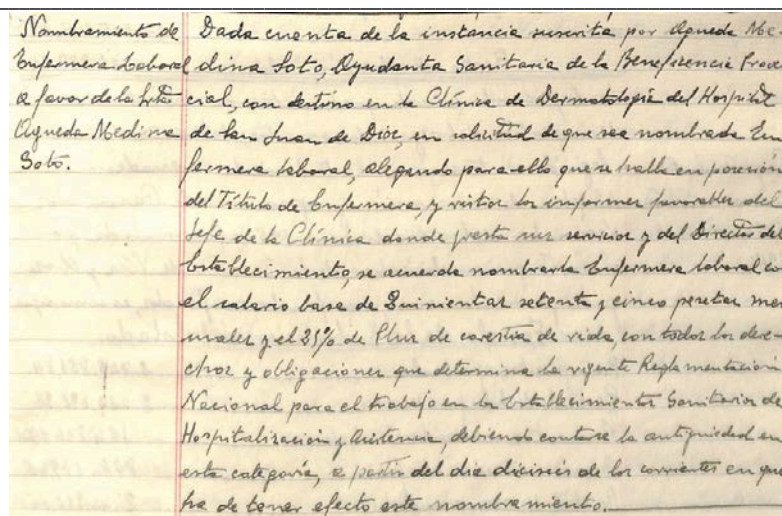 Nombramiento de
Enfermera Laboral
a favor de la Srta
Agueda Medina
Soto.
Dada cuenta de la instancia suscrita por Agueda Me-
dina Soto, Ayudanta Sanitaria de la Beneficencia Provin
cial, con destino en la Clínica de Dermatología del Hospital
de San Juan de Dios, en solicitud de que sea nombrada En
fermera laboral, alegando para ello que se halla en posesión
del Título de Enfermera, y vistos los informes favorables del
Jefe de la Clínica donde presta sus servicios y del Director del
Establecimiento, se acuerda nombrarla Enfermera laboral co
el salario base de Quinientas setenta y cinco pesetas men
suales y el 25% de Plus de carestía de vida, con todos los dere-
chos y obligaciones que determina la vigente Reglamentación
Nacional para el trabajo en los Establecimientos Sanitarios de
Hospitalización y Asistencia, debiendo contarse la antigüedad en
esta categoría, a partir del día dieciseis de los corrientes en que
ha de tener efecto este nombramiento.